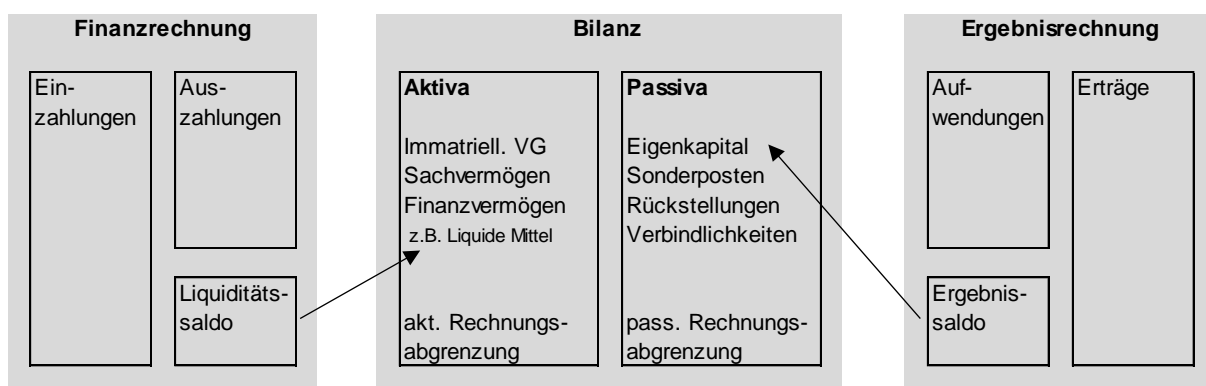 Finanzrechnung
Ein-
zahlungen
Aus-
zahlungen
Liquiditäts-
saldo
Bilanz
Aktiva
Immatriell. VG
Sachvermögen
Finanzvermögen
z.B. Liquide Mittel
akt. Rechnungs-
abgrenzung
Passiva
Eigenkapital
Sonderposten
Rückstellungen
Verbindlichkeiten
pass. Rechnungs-
abgrenzung
Ergebnisrechnung
Auf-
wendungen
Ergebnis-
saldo
Erträge